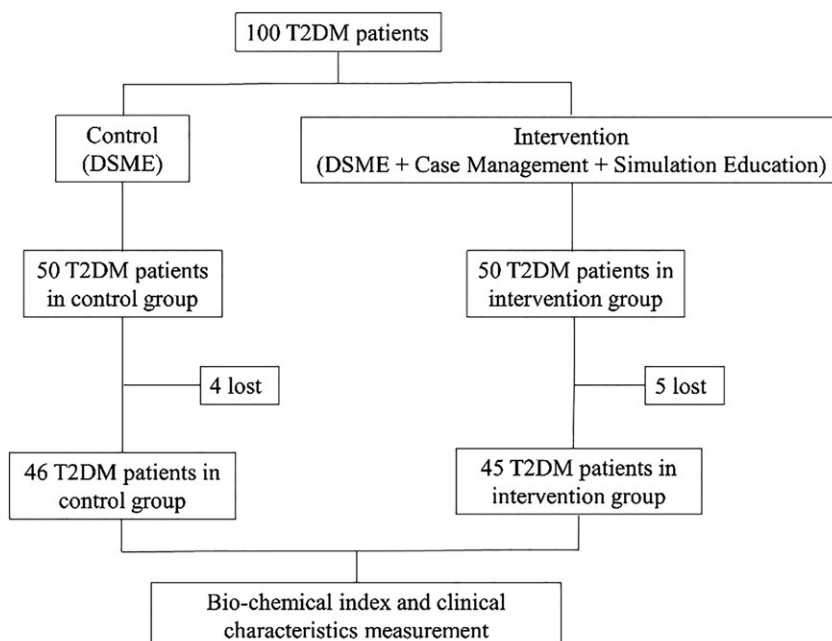 100 T2DM patients
Control
(DSME)
Intervention
(DSME + Case Management + Simulation Education)
50 T2DM patients
in control group
50 T2DM patients in
intervention group
4 lost
5 lost
46 T2DM patients in
control group
45 T2DM patients in
intervention group
Bio-chemical index and clinical
characteristics measurement